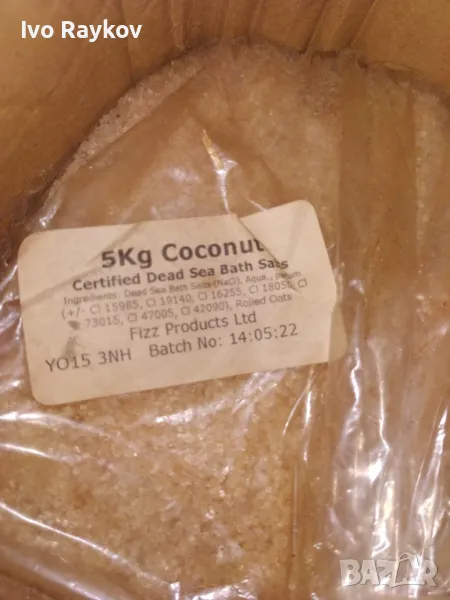 Ivo Raykov
5Kg Coconut
Certified Dead Sea Bath Salts
Ingredients: Dead Sea Bath Salts (NaCl), Aqua, Parfum,
(+/- CI 15985, CI 19140, CI 16255, CI 18050, CI
73015, CI 47005, CI 42090), Rolled Oats
Fizz Products Ltd
YO15 3NH Batch No: 14:05:22
BAZAR